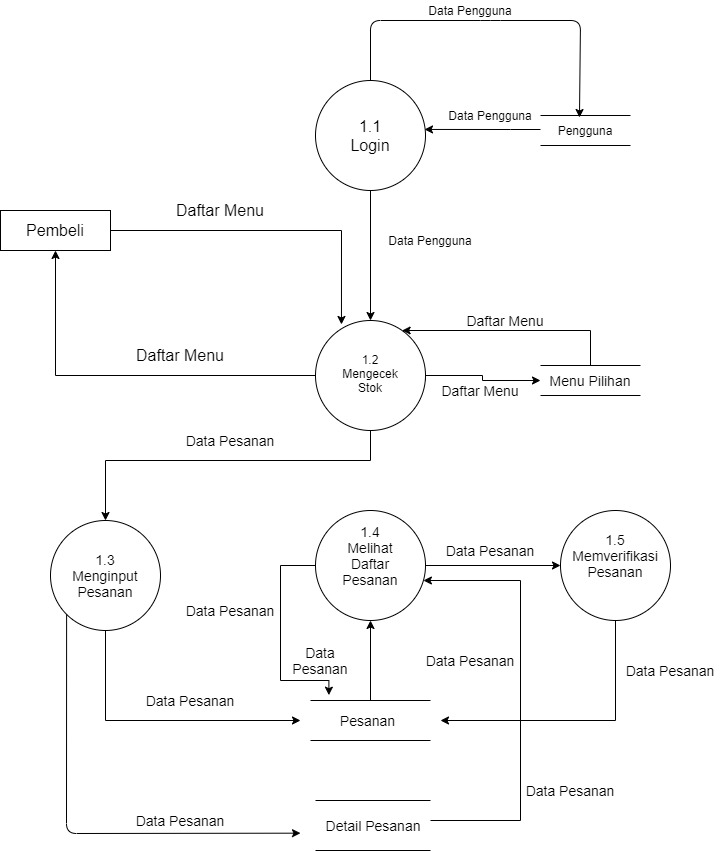 Data Pengguna
1.1
Login
Data Pengguna
Pengguna
Daftar Menu
Pembeli
Data Pengguna
Daftar Menu
Daftar Menu
1.2
Mengecek
Stok
Menu Pilihan
Daftar Menu
Data Pesanan
1.3
Menginput
Pesanan
1.4
Melihat
Daftar
Pesanan
Data Pesanan
1.5
Memverifikasi
Pesanan
Data Pesanan
Data
Pesanan
Data Pesanan
Data Pesanan
Data Pesanan
Pesanan
Data Pesanan
Data Pesanan
Detail Pesanan